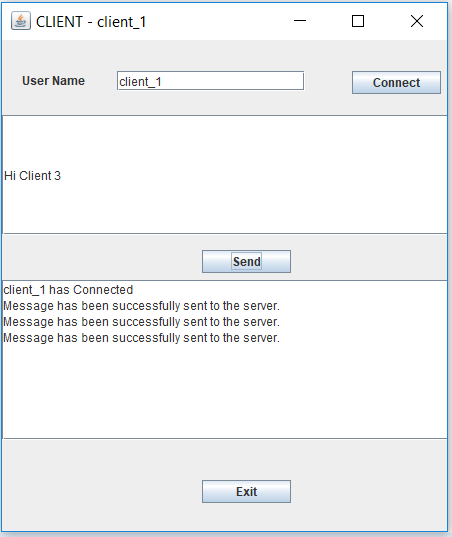 CLIENT - client_1
User Name client_1 Connect
Hi Client 3
Send
client_1 has Connected
Message has been successfully sent to the server.
Message has been successfully sent to the server.
Message has been successfully sent to the server.
Exit